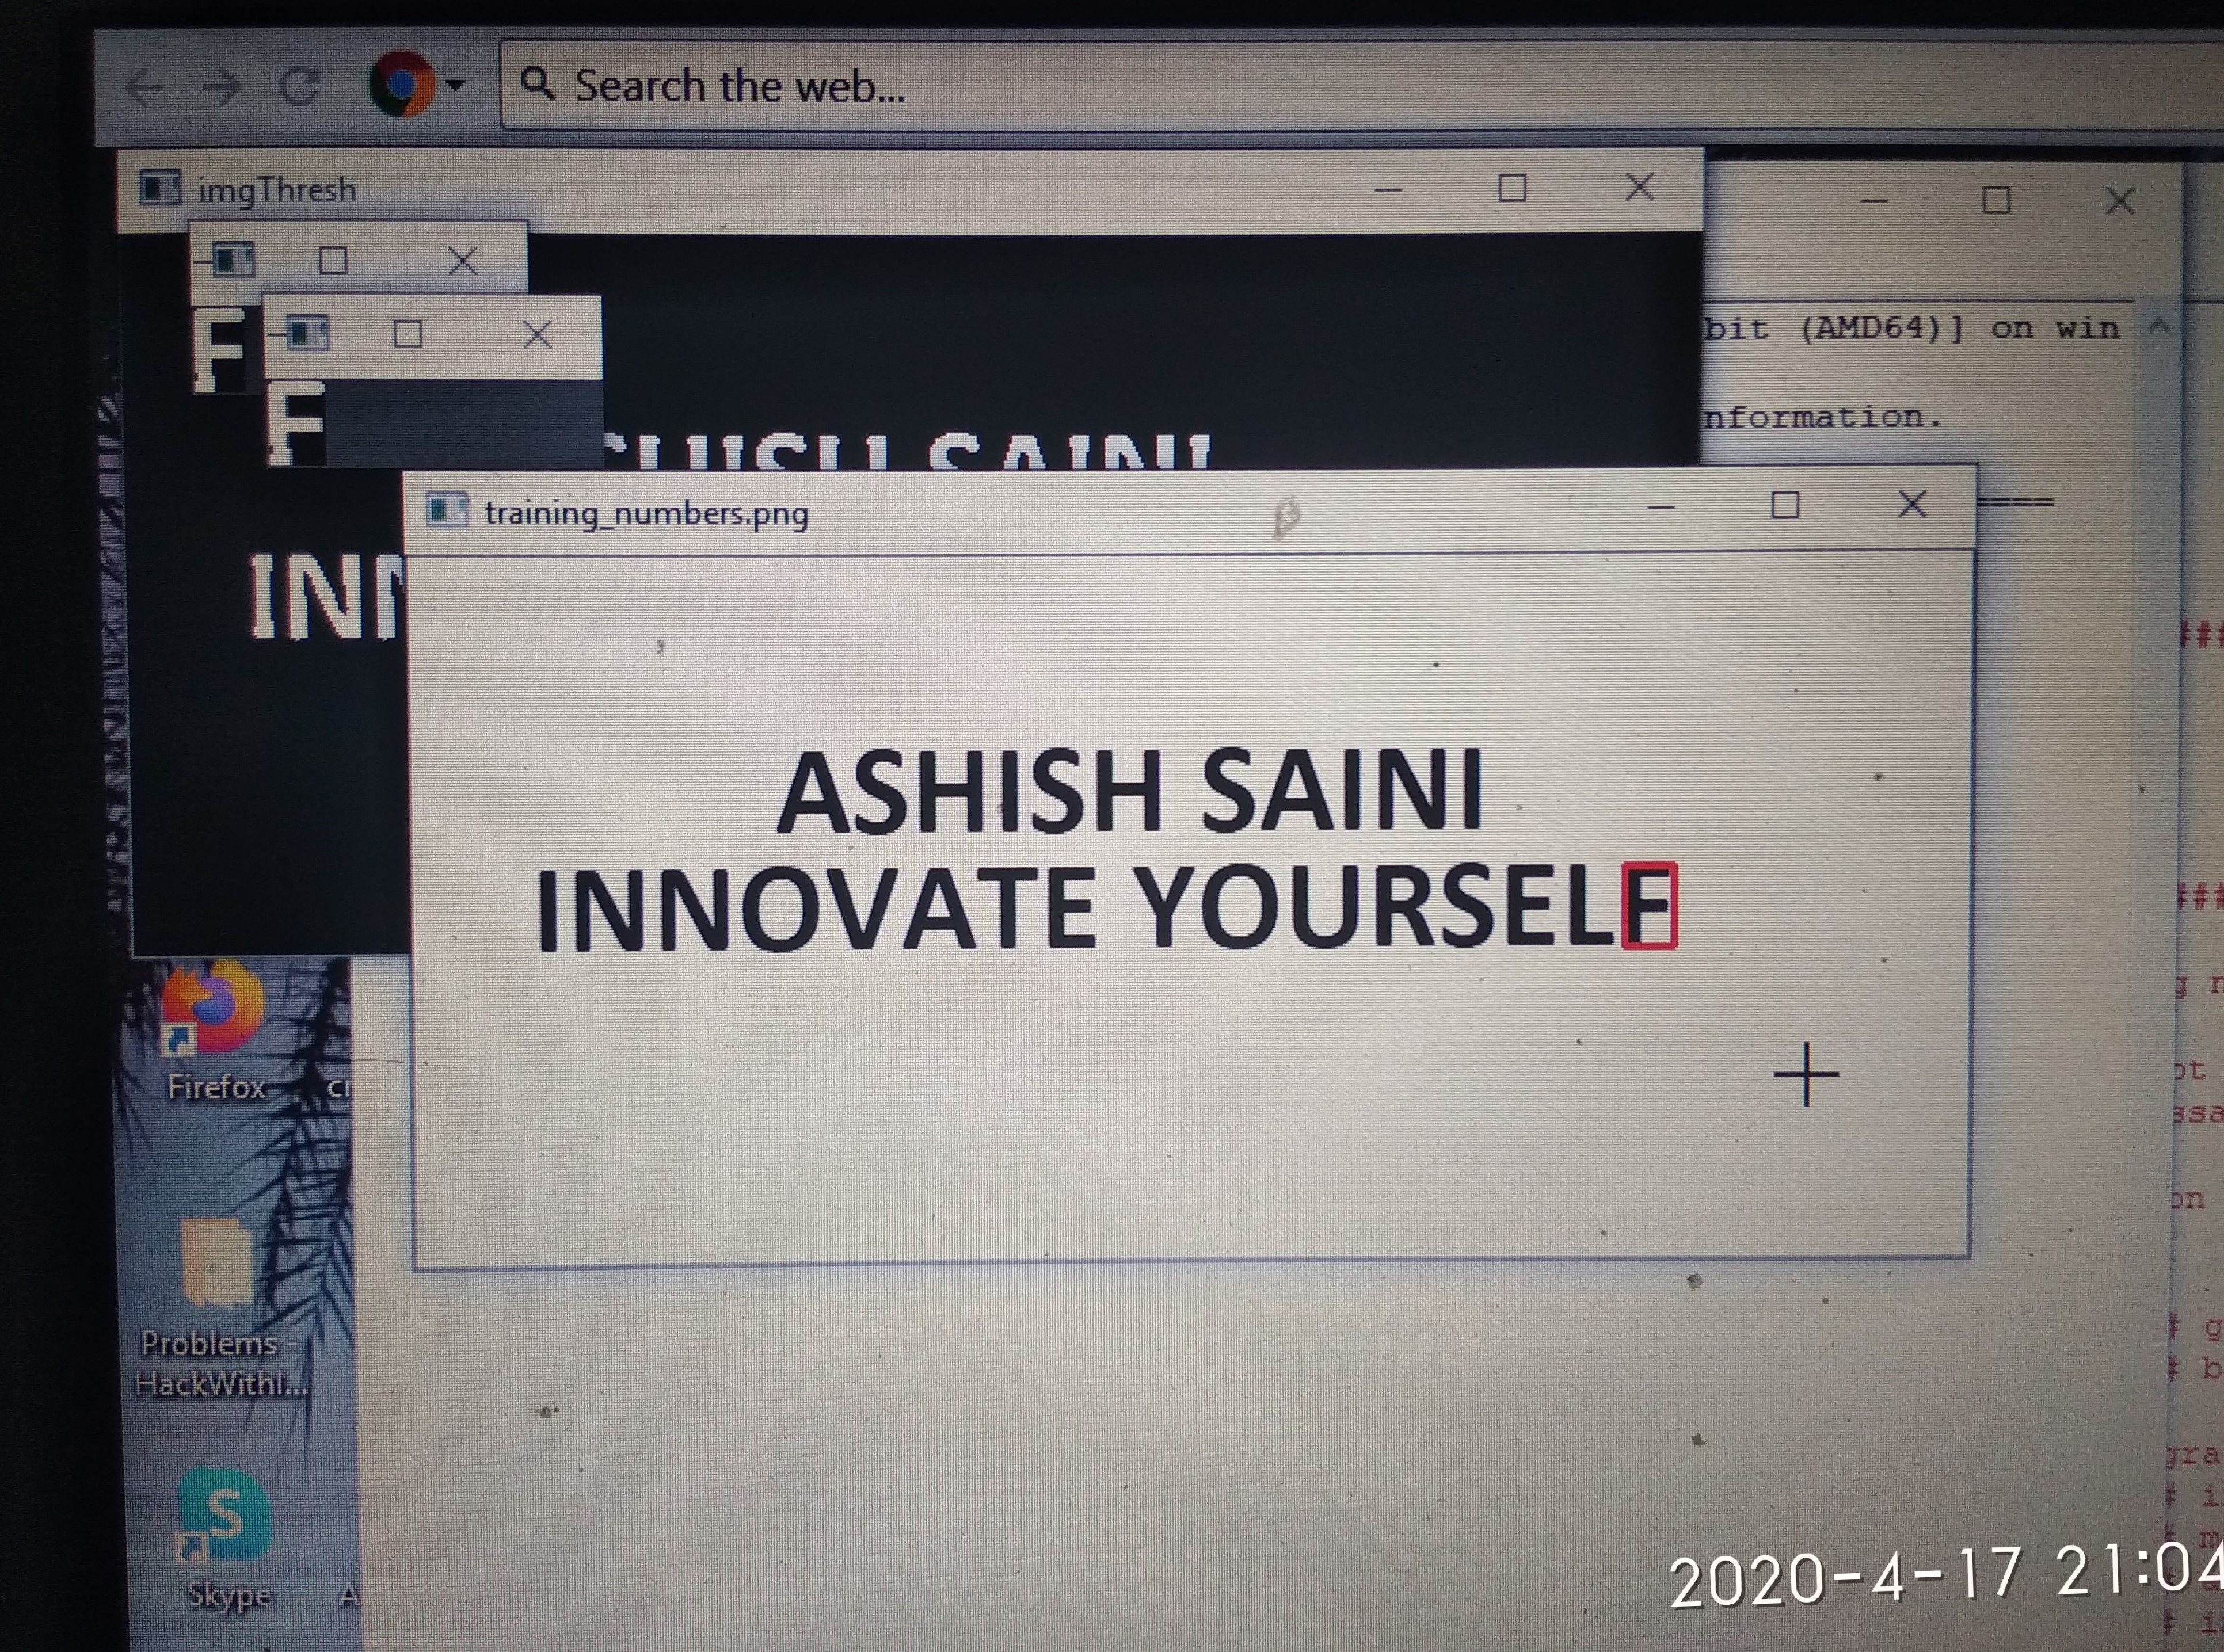 Search the web...
imgThresh
F
F
bit (AMD64)] on win
nformation.
====
training_numbers.png
ASHISH SAINI
INNOVATE YOURSELF
Firefox
Problems -
HackWithI...
Skype
2020-4-17 21:04